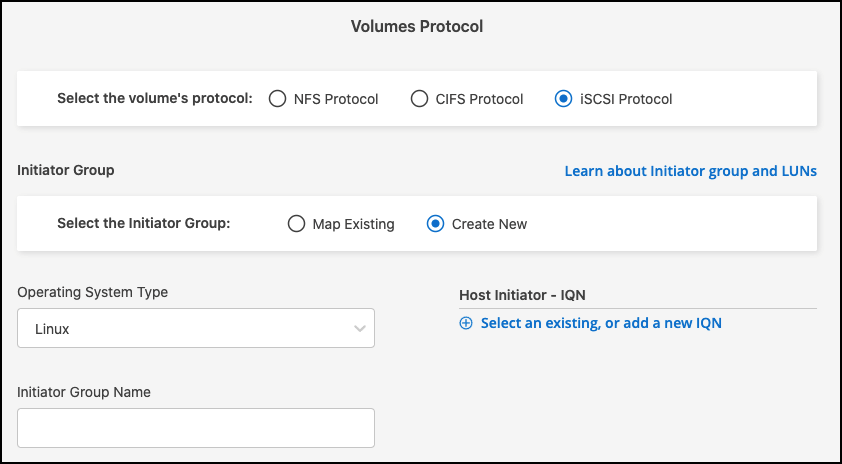 Volumes Protocol
Select the volume's protocol: NFS Protocol CIFS Protocol iSCSI Protocol
Initiator Group Learn about Initiator group and LUNs
Select the Initiator Group: Map Existing Create New
Operating System Type
Host Initiator - IQN
Linux
Select an existing, or add a new IQN
Initiator Group Name